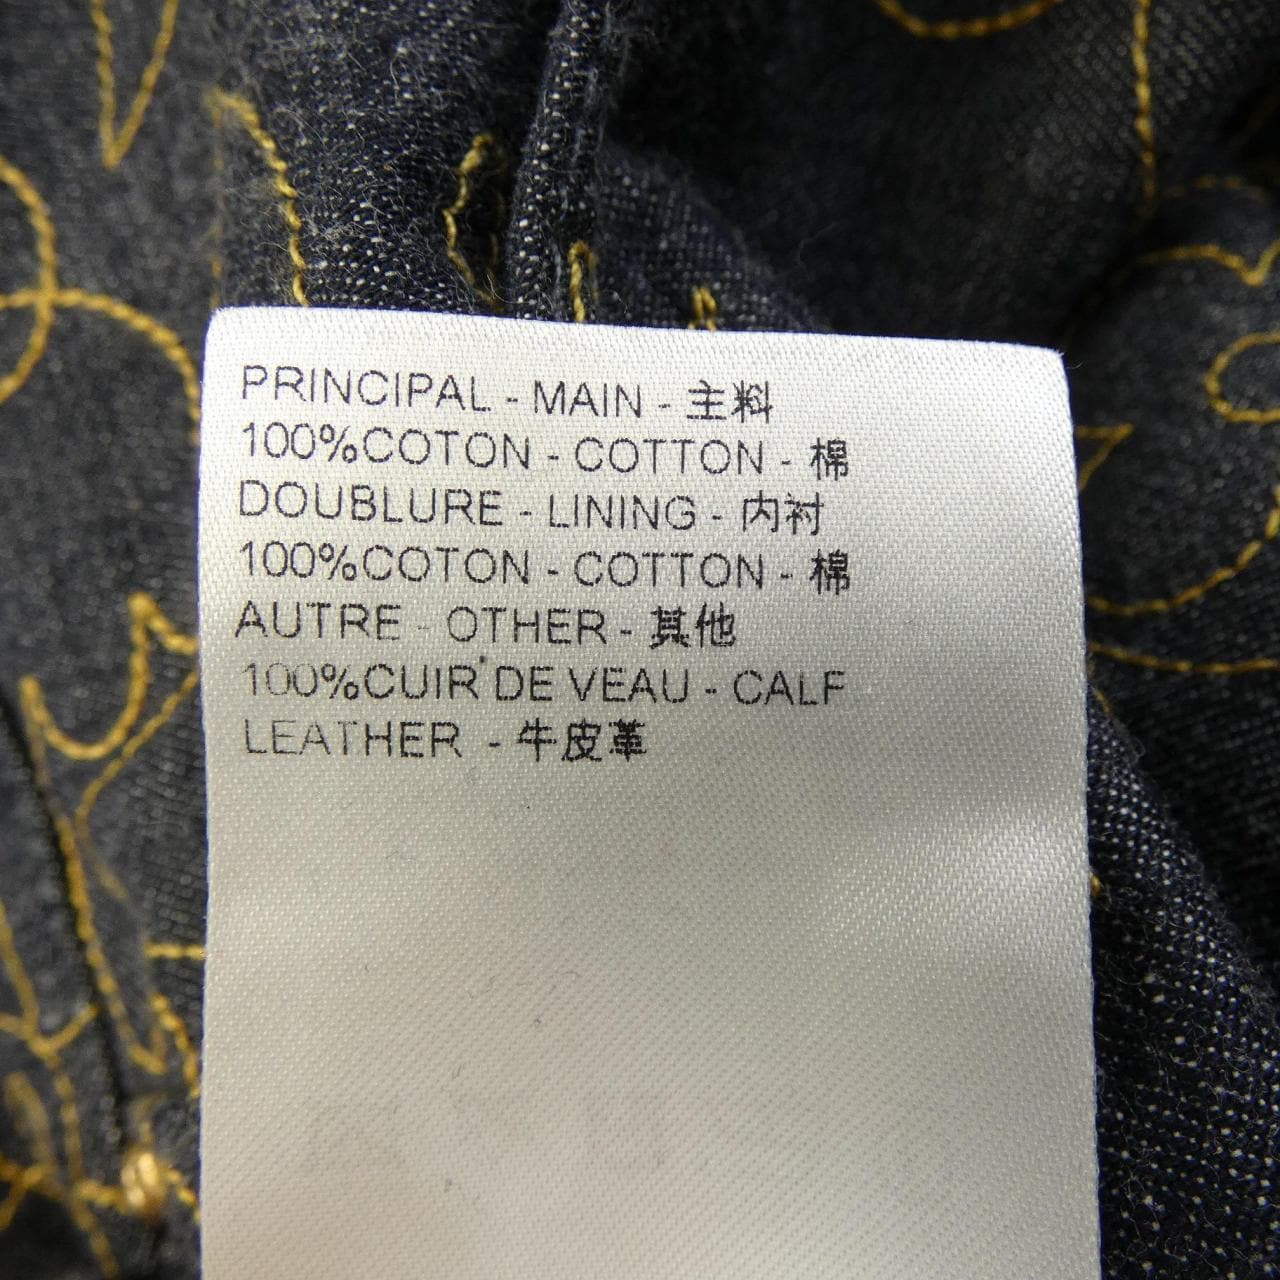 PRINCIPAL - MAIN - 主料
100%COTON - COTTON - 棉
DOUBLURE - LINING - 内衬
100%COTON - COTTON - 棉
AUTRE - OTHER - 其他
100%CUIR DE VEAU - CALF
LEATHER - 牛皮革